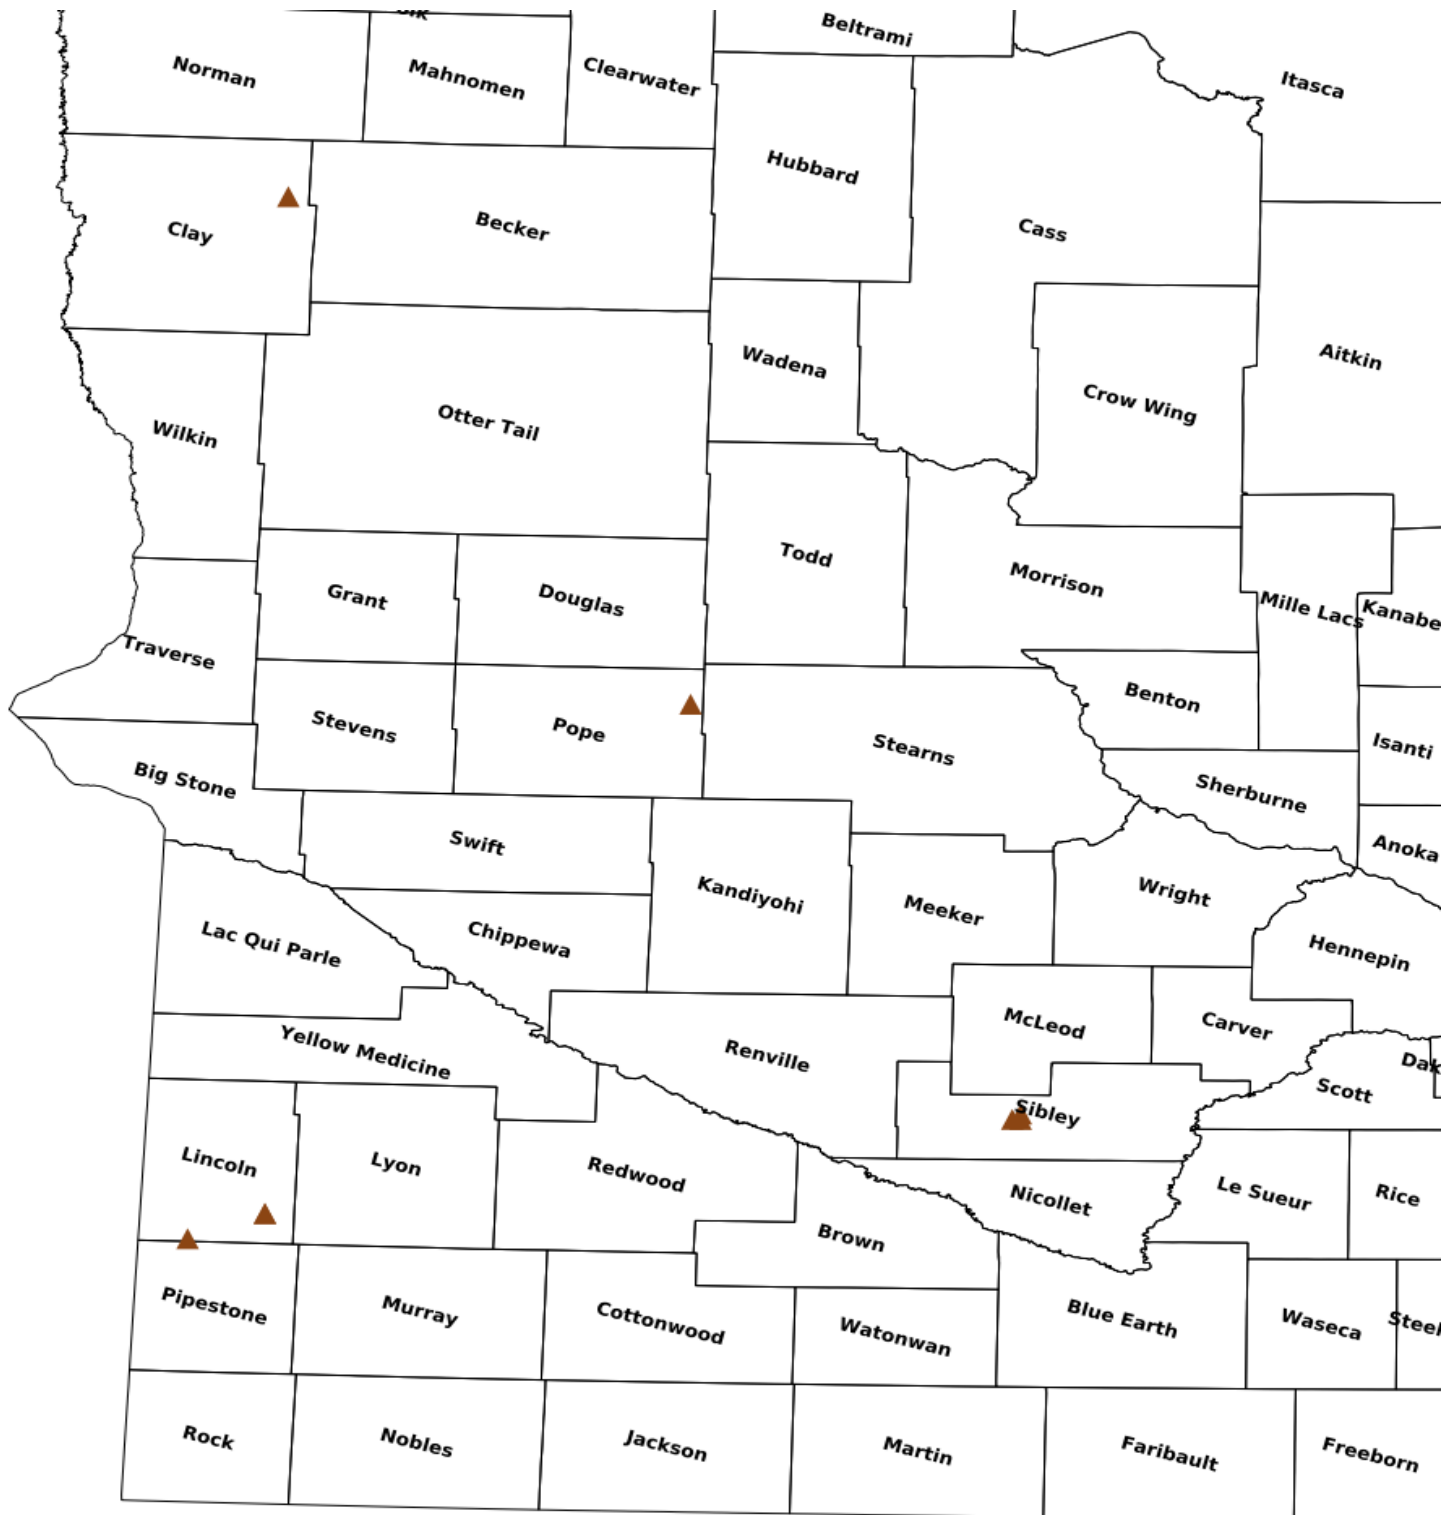 Beltrami
Norman
Mahnomen
Clearwater
Itasca
Hubbard
Clay
Becker
Cass
Wadena
Aitkin
Crow Wing
Otter Tail
Wilkin
Todd
Morrison
Grant
Douglas
Mille Lacs
Kanabe
Traverse
Benton
Stevens
Pope
Stearns
Isanti
Big Stone
Sherburne
Swift
Anoka
Kandiyohi
Wright
Meeker
Lac Qui Parle
Chippewa
Hennepin
McLeod
Carver
Yellow Medicine
Renville
Dak
Scott
Sibley
Lincoln
Lyon
Redwood
Nicollet
Le Sueur
Rice
Brown
Pipestone
Murray
Cottonwood
Watonwan
Blue Earth
Waseca
Steel
Rock
Nobles
Jackson
Martin
Faribault
Freeborn